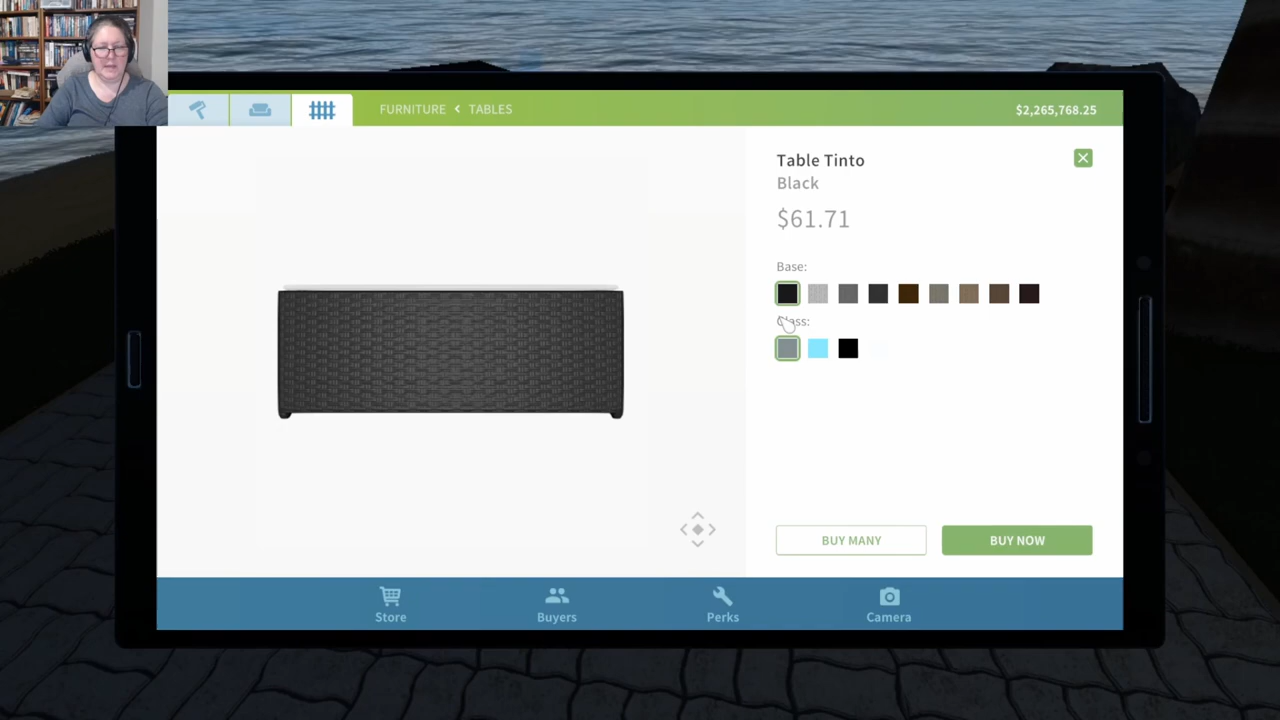 FURNITURE < TABLES
$2,265,768.25
Table Tinto
Black
$61.71
Base:
Glass:
BUY MANY
BUY NOW
Store
Buyers
Perks
Camera